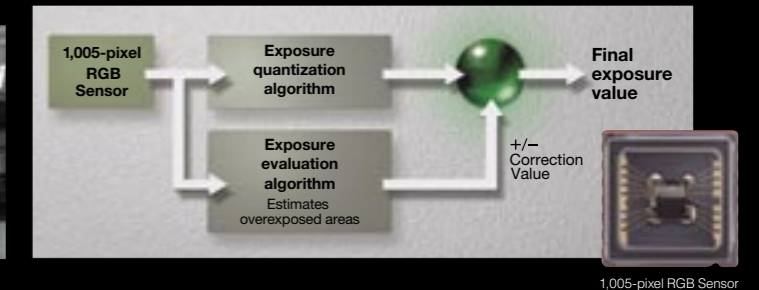 1,005-pixel
RGB
Sensor
Exposure
quantization
algorithm
Final
exposure
value
Exposure
evaluation
algorithm
Estimates
overexposed areas
+/−
Correction
Value
1,005-pixel RGB Sensor